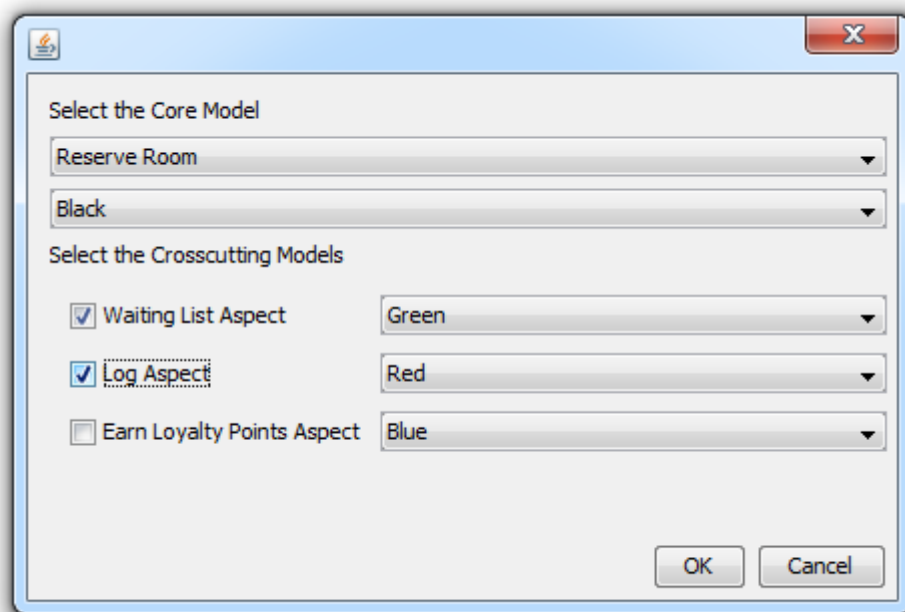 Select the Core Model
Reserve Room
Black
Select the Crosscutting Models
Waiting List Aspect Green
Log Aspect Red
Earn Loyalty Points Aspect Blue
OK Cancel